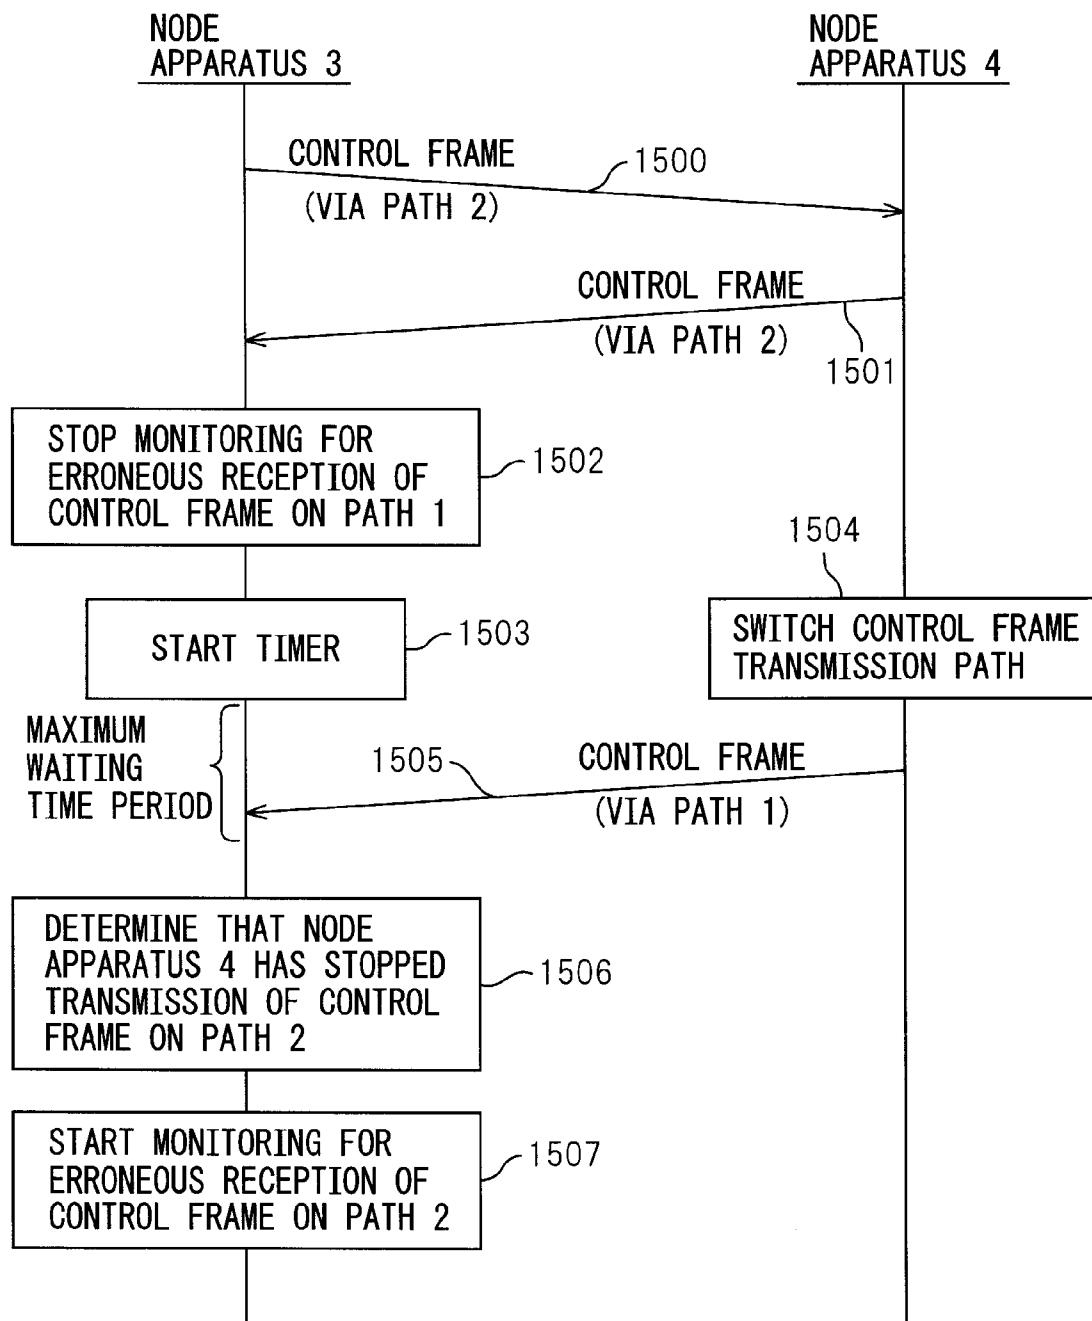 NODE
APPARATUS 3
NODE
APPARATUS 4
CONTROL FRAME
1500
(VIA PATH 2)
CONTROL FRAME
(VIA PATH 2)
1501
STOP MONITORING FOR
ERRONEOUS RECEPTION OF
CONTROL FRAME ON PATH 1
1502
1504
START TIMER
1503
SWITCH CONTROL FRAME
TRANSMISSION PATH
MAXIMUM
WAITING
TIME PERIOD
1505
CONTROL FRAME
(VIA PATH 1)
DETERMINE THAT NODE
APPARATUS 4 HAS STOPPED
TRANSMISSION OF CONTROL
FRAME ON PATH 2
1506
START MONITORING FOR
ERRONEOUS RECEPTION OF
CONTROL FRAME ON PATH 2
1507